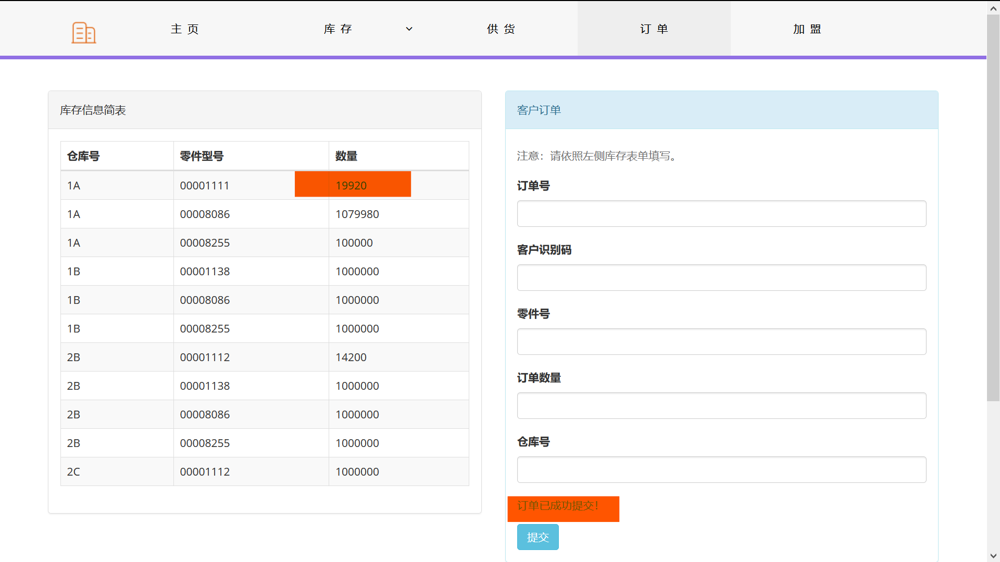 主 页 库 存 供 货 订 单 加 盟
库存信息简表
仓库号 零件型号 数量
1A 00001111 19920
1A 00008086 1079980
1A 00008255 100000
1B 00001138 1000000
1B 00008086 1000000
1B 00008255 1000000
2B 00001112 14200
2B 00001138 1000000
2B 00008086 1000000
2B 00008255 1000000
2C 00001112 1000000
客户订单
注意：请依照左侧库存表单填写。
订单号
客户识别码
零件号
订单数量
仓库号
订单已成功提交！
提交